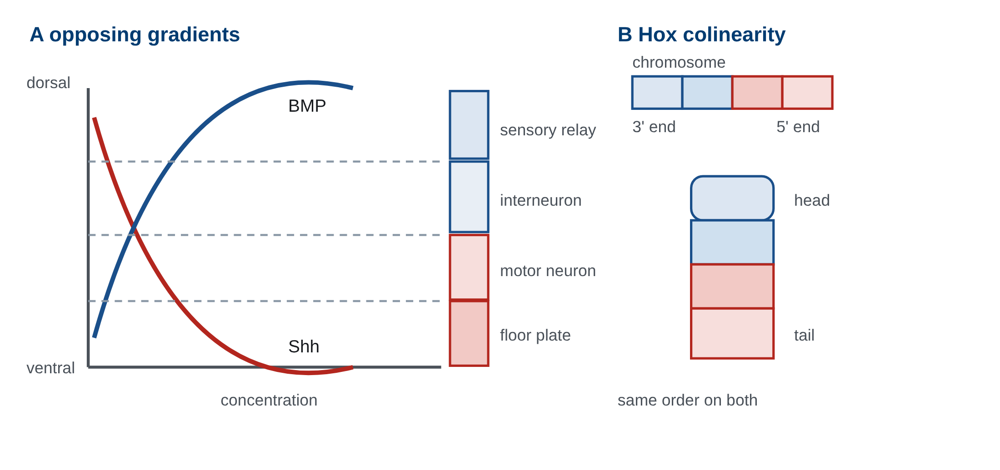 A opposing gradients
dorsal
BMP
Shh
ventral
concentration
sensory relay
interneuron
motor neuron
floor plate
B Hox colinearity
chromosome
3' end
5' end
head
tail
same order on both